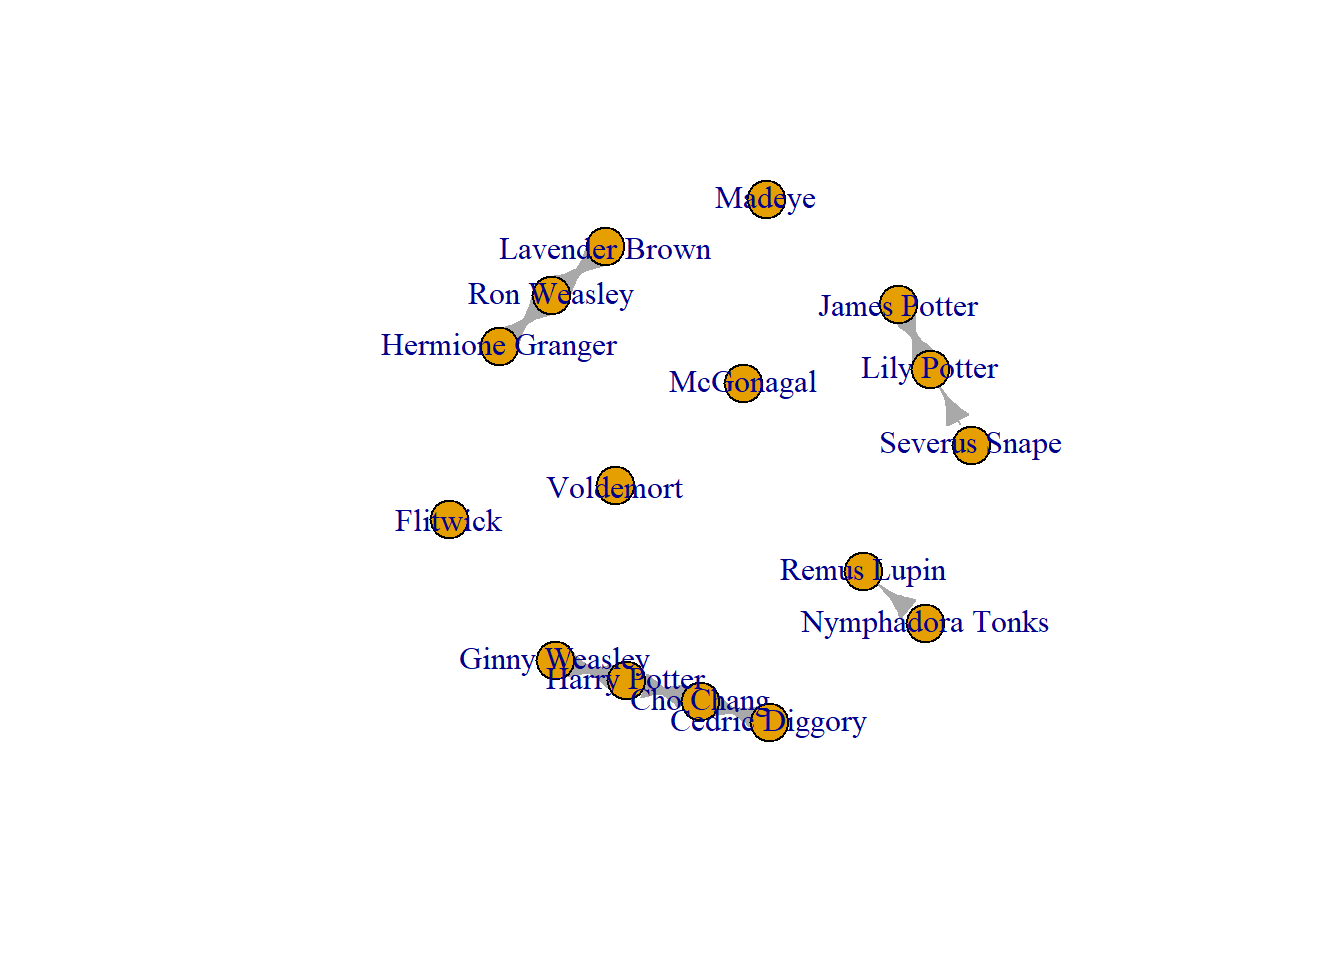 Madeye
Lavender Brown
Ron Weasley
James Potter
Hermione Granger
Lily Potter
McGonagal
Severus Snape
Voldemort
Flitwick
Remus Lupin
Nymphadora Tonks
Ginny Weasley
Harry Potter
Cho Chang
Cedric Diggory